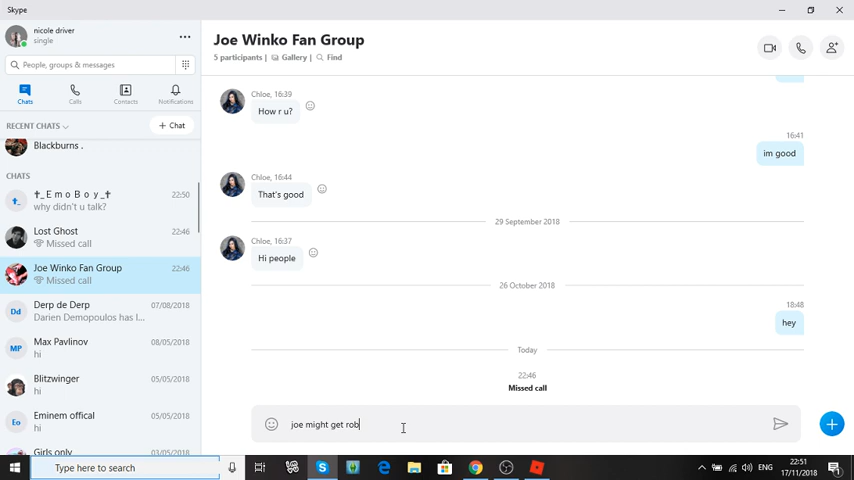 Skype
nicole driver
single
People, groups & messages
Chats
Calls
Contacts
Notifications
RECENT CHATS
+ Chat
Blackburns .
CHATS
✝_ＥｍｏＢｏｙ_✝
22:50
why didn't u talk?
Lost Ghost
22:46
Missed call
Joe Winko Fan Group
22:46
Missed call
Dd
Derp de Derp
07/08/2018
Darien Demopoulos has l...
MP
Max Pavlinov
08/05/2018
hi
Blitzwinger
05/05/2018
hi
Eo
Eminem offical
03/05/2018
hi
Girls only
03/05/2018
Joe Winko Fan Group
5 participants | Gallery | Find
Chloe, 16:39
How r u?
16:41
im good
Chloe, 16:44
That's good
29 September 2018
Chloe, 16:37
Hi people
26 October 2018
18:48
hey
Today
22:46
Missed call
joe might get rob
Type here to search
ENG
22:51
17/11/2018